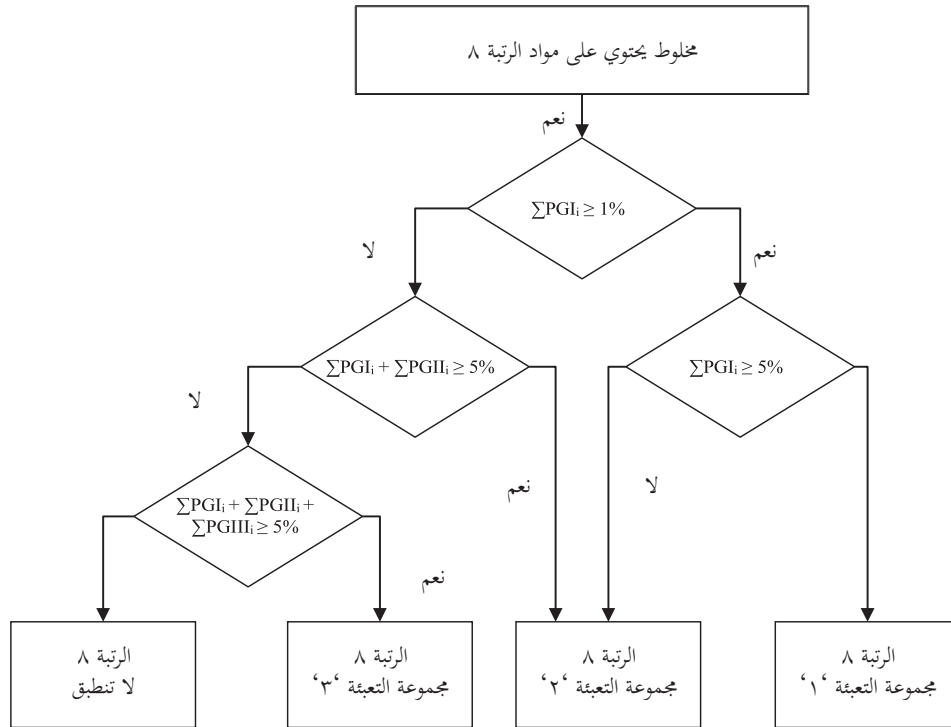 مخلوط يحتوي على مواد الرتبة ٨
نعم
∑PGIᵢ ≥ 1%
لا
نعم
∑PGIᵢ + ∑PGIIᵢ ≥ 5%
∑PGIᵢ ≥ 5%
لا
نعم
لا
∑PGIᵢ + ∑PGIIᵢ +
∑PGIIIᵢ ≥ 5%
نعم
الرتبة ٨
مجموعة التعبئة ‘١‘
الرتبة ٨
مجموعة التعبئة ‘٢‘
الرتبة ٨
مجموعة التعبئة ‘٣‘
الرتبة ٨
لا تنطبق